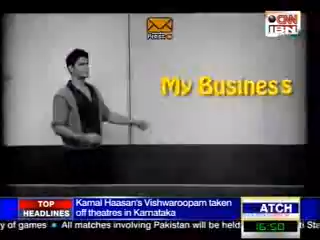 CNN
IBN
My Business
TOP
HEADLINES
Kamal Haasan's Vishwaroopam taken
off theatres in Karnataka
ATCH
16:50
y of games All matches involving Pakistan will be held